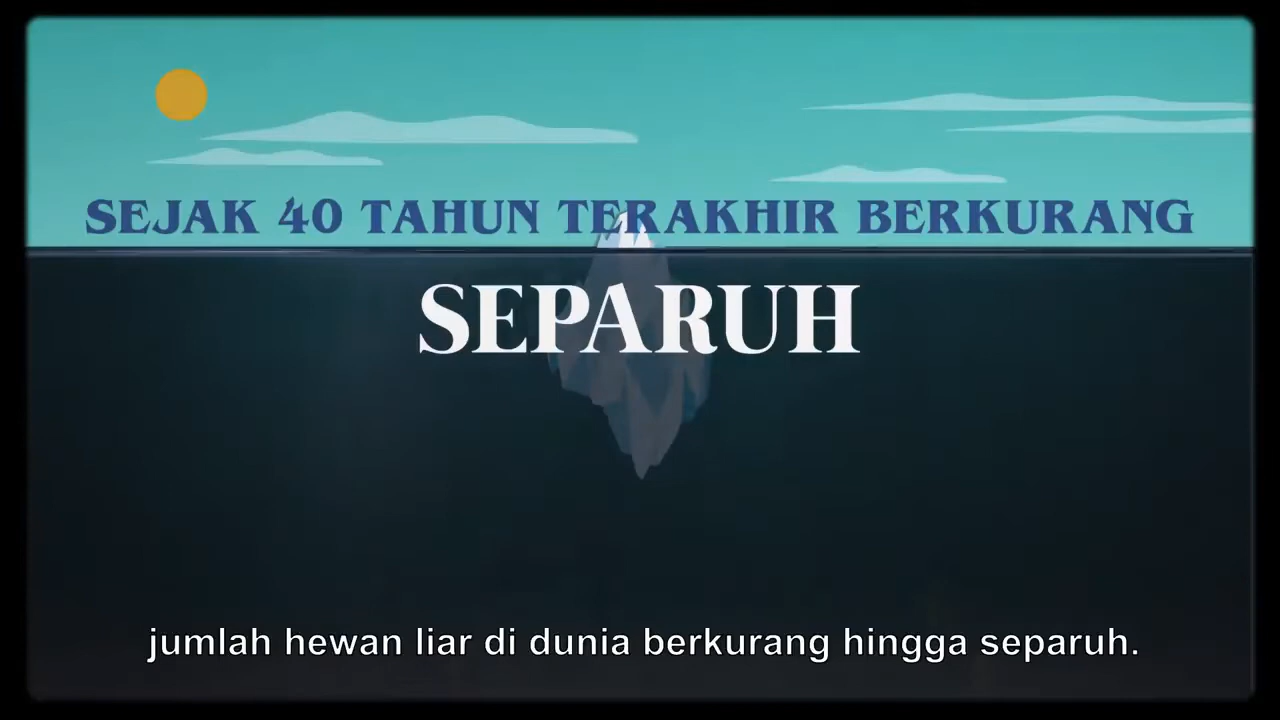 SEJAK 40 TAHUN TERAKHIR BERKURANG
SEPARUH
jumlah hewan liar di dunia berkurang hingga separuh.